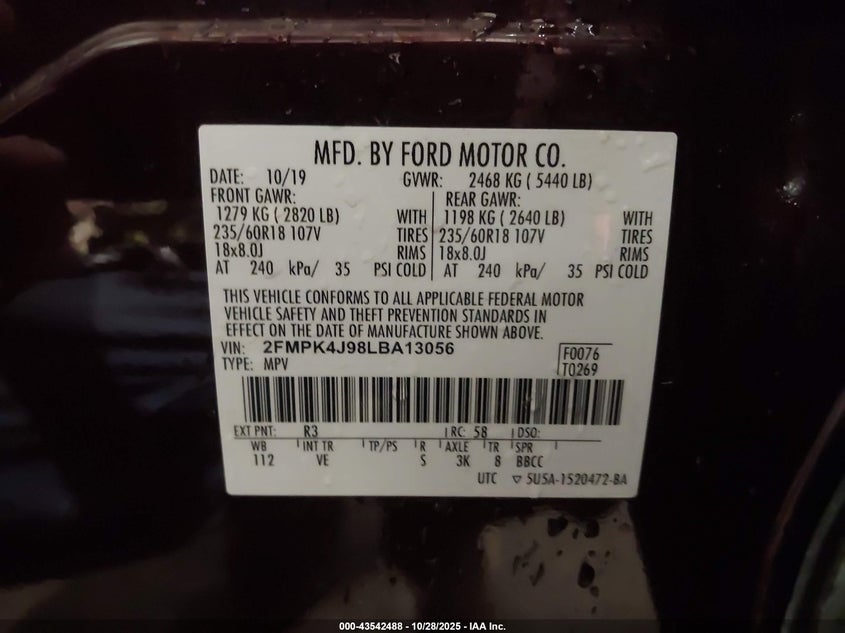 MFD. BY FORD MOTOR CO.
DATE: 10/19 GVWR: 2468 KG ( 5440 LB)
FRONT GAWR: REAR GAWR:
1279 KG ( 2820 LB) WITH 1198 KG ( 2640 LB) WITH
235/60R18 107V TIRES 235/60R18 107V TIRES
18x8.0J RIMS 18x8.0J RIMS
AT 240 kPa/ 35 PSI COLD AT 240 kPa/ 35 PSI COLD
THIS VEHICLE CONFORMS TO ALL APPLICABLE FEDERAL MOTOR
VEHICLE SAFETY AND THEFT PREVENTION STANDARDS IN
EFFECT ON THE DATE OF MANUFACTURE SHOWN ABOVE.
VIN: 2FMPK4J98LBA13056 F0076
TYPE: MPV T0269
EXT PNT: R3 RC: 58 DSO:
WB INT TR TP/PS R AXLE TR SPR
112 VE S 3K 8 BBCC
UTC ▽ 5U5A-1520472-BA
000-43542488 - 10/28/2025 - IAA Inc.